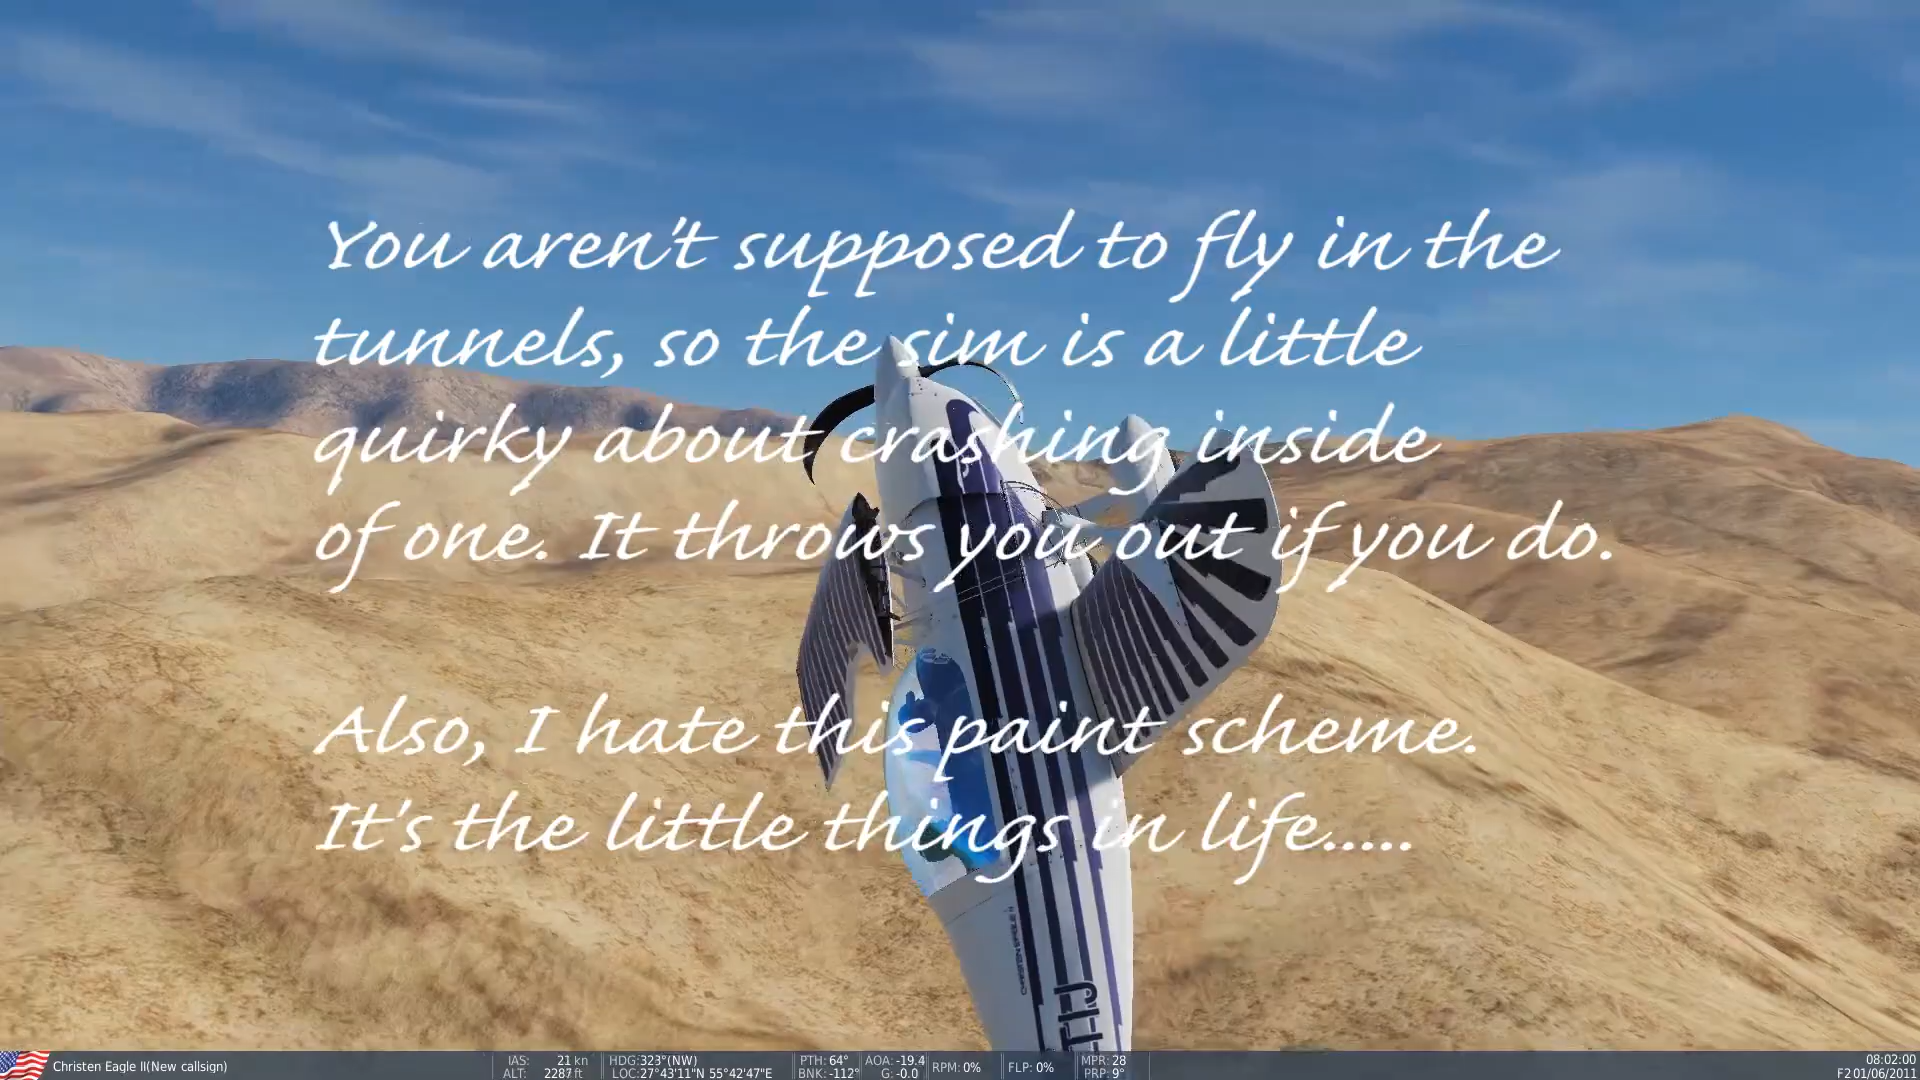 You aren't supposed to fly in the
tunnels, so the sim is a little
quirky about crashing inside
of one. It throws you out if you do.
Also, I hate this paint scheme.
It's the little things in life.....
CHRISTEN EAGLE II
Christen Eagle II(New callsign)
IAS: 21 kn
ALT: 2287 ft
HDG:323°(NW)
LOC:27°43'11"N 55°42'47"E
PTH: 64°
BNK: -112°
AOA: -19.4
G: -0.0
RPM: 0%
FLP: 0%
MPR: 28
PRP: 9°
08:02:00
F2 01/06/2011